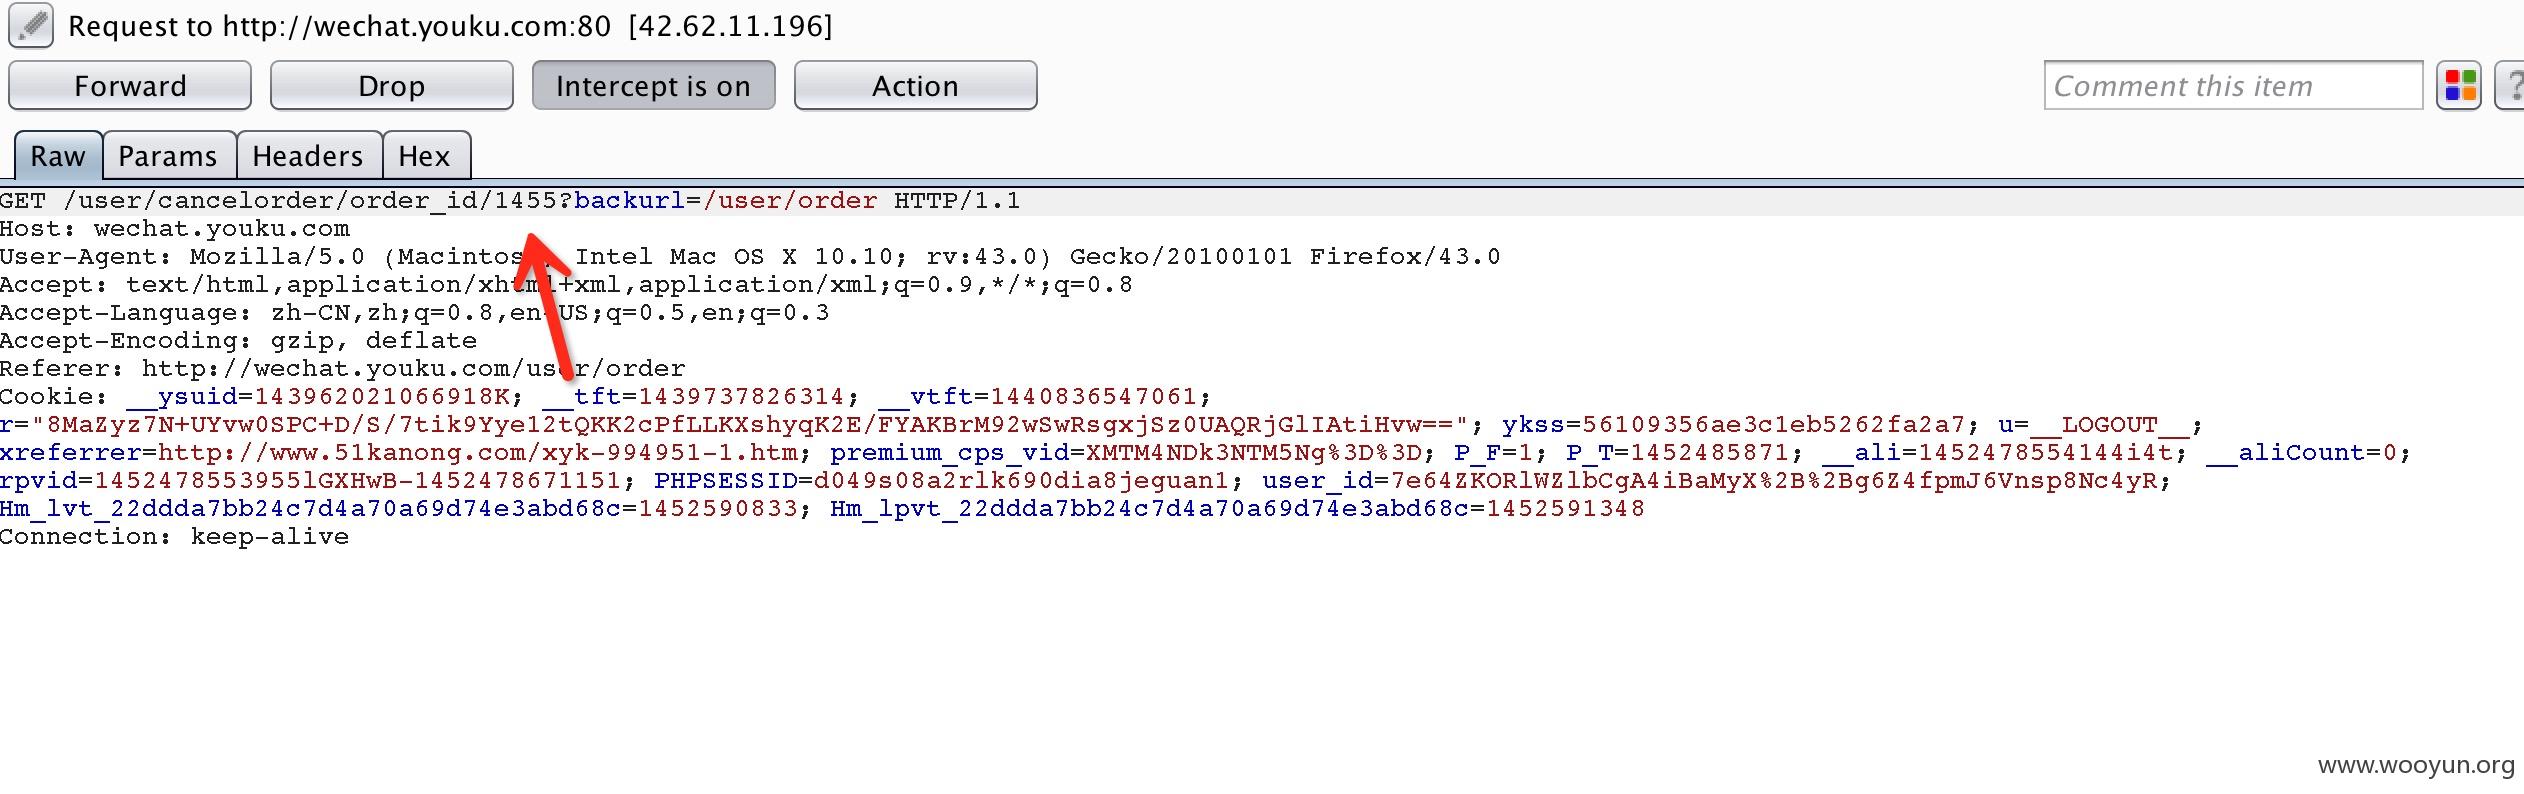 Request to http://wechat.youku.com:80 [42.62.11.196]
Forward Drop Intercept is on Action Comment this item ?
Raw Params Headers Hex
GET /user/cancelorder/order_id/1455?backurl=/user/order HTTP/1.1
Host: wechat.youku.com
User-Agent: Mozilla/5.0 (Macintosh; Intel Mac OS X 10.10; rv:43.0) Gecko/20100101 Firefox/43.0
Accept: text/html,application/xhtml+xml,application/xml;q=0.9,*/*;q=0.8
Accept-Language: zh-CN,zh;q=0.8,en-US;q=0.5,en;q=0.3
Accept-Encoding: gzip, deflate
Referer: http://wechat.youku.com/user/order
Cookie: __ysuid=143962021066918K; __tft=1439737826314; __vtft=1440836547061;
r="8MaZyz7N+UYvw0SPC+D/S/7tik9Yye12tQKK2cPfLLKXshyqK2E/FYAKBrM92wSwRsgxjSz0UAQRjGlIAtiHvw=="; ykss=56109356ae3c1eb5262fa2a7; u=__LOGOUT__;
xreferrer=http://www.51kanong.com/xyk-994951-1.htm; premium_cps_vid=XMTM4NDk3NTM5Ng%3D%3D; P_F=1; P_T=1452485871; __ali=1452478554144i4t; __aliCount=0;
rpvid=1452478553955lGXHwB-1452478671151; PHPSESSID=d049s08a2rlk690dia8jeguan1; user_id=7e64ZKORlWZlbCgA4iBaMyX%2B%2Bg6Z4fpmJ6Vnsp8Nc4yR;
Hm_lvt_22ddda7bb24c7d4a70a69d74e3abd68c=1452590833; Hm_lpvt_22ddda7bb24c7d4a70a69d74e3abd68c=1452591348
Connection: keep-alive
www.wooyun.org